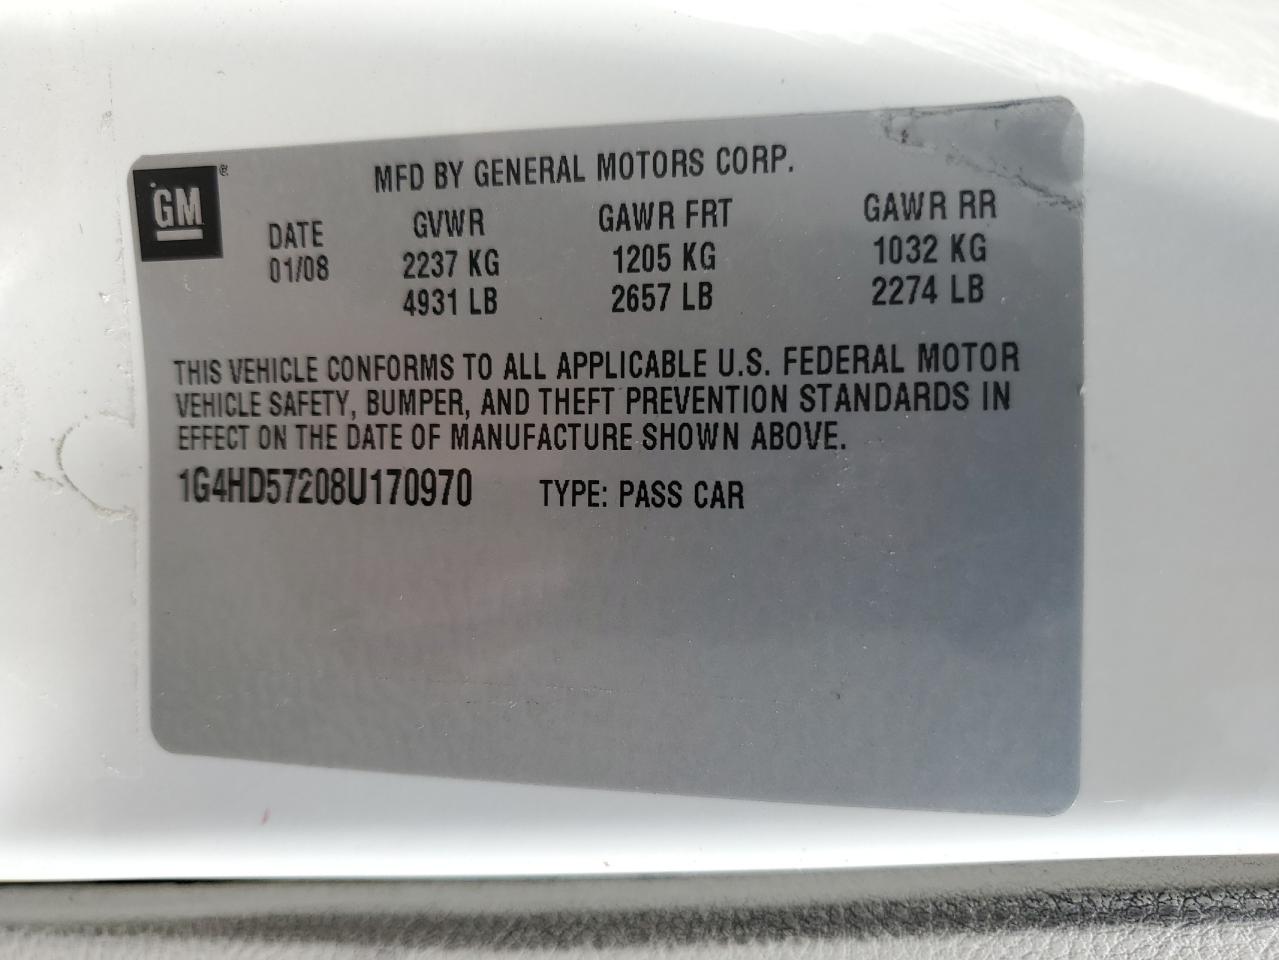 GM®
MFD BY GENERAL MOTORS CORP.
DATE GVWR GAWR FRT GAWR RR
01/08 2237 KG 1205 KG 1032 KG
4931 LB 2657 LB 2274 LB
THIS VEHICLE CONFORMS TO ALL APPLICABLE U.S. FEDERAL MOTOR
VEHICLE SAFETY, BUMPER, AND THEFT PREVENTION STANDARDS IN
EFFECT ON THE DATE OF MANUFACTURE SHOWN ABOVE.
1G4HD57208U170970 TYPE: PASS CAR